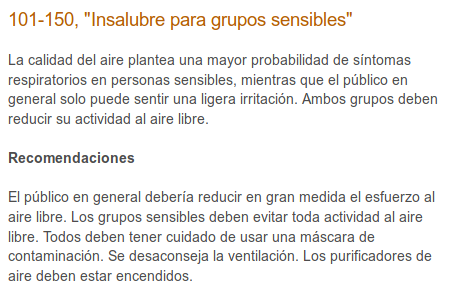 101-150, "Insalubre para grupos sensibles"
La calidad del aire plantea una mayor probabilidad de síntomas
respiratorios en personas sensibles, mientras que el público en
general solo puede sentir una ligera irritación. Ambos grupos deben
reducir su actividad al aire libre.
Recomendaciones
El público en general debería reducir en gran medida el esfuerzo al
aire libre. Los grupos sensibles deben evitar toda actividad al aire
libre. Todos deben tener cuidado de usar una máscara de
contaminación. Se desaconseja la ventilación. Los purificadores de
aire deben estar encendidos.